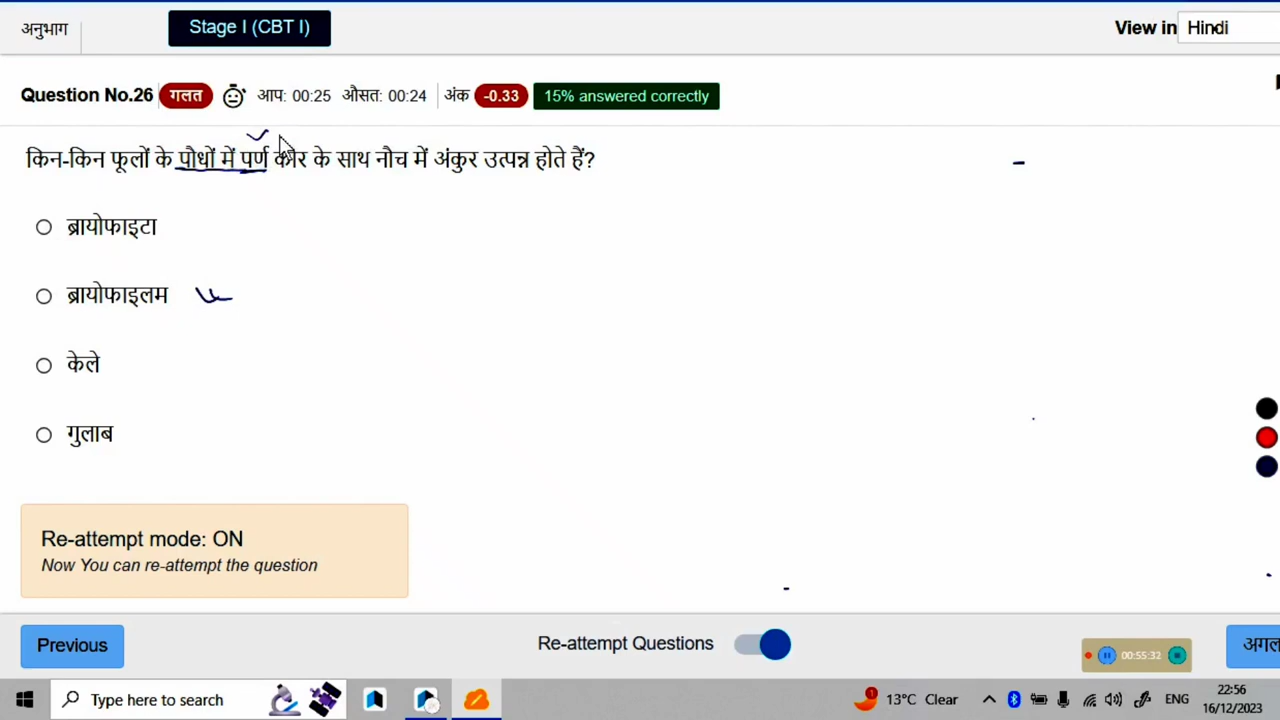 अनुभाग
Stage I (CBT I)
View in Hindi
Question No.26 गलत आप: 00:25 औसत: 00:24 अंक -0.33 15% answered correctly
किन-किन फूलों के पौधों में पर्ण कोर के साथ नौच में अंकुर उत्पन्न होते हैं?
ब्रायोफाइटा
ब्रायोफाइलम
केले
गुलाब
Re-attempt mode: ON
Now You can re-attempt the question
Previous
Re-attempt Questions
00:55:32
अगल
Type here to search
1
13°C Clear
ENG
22:56
16/12/2023